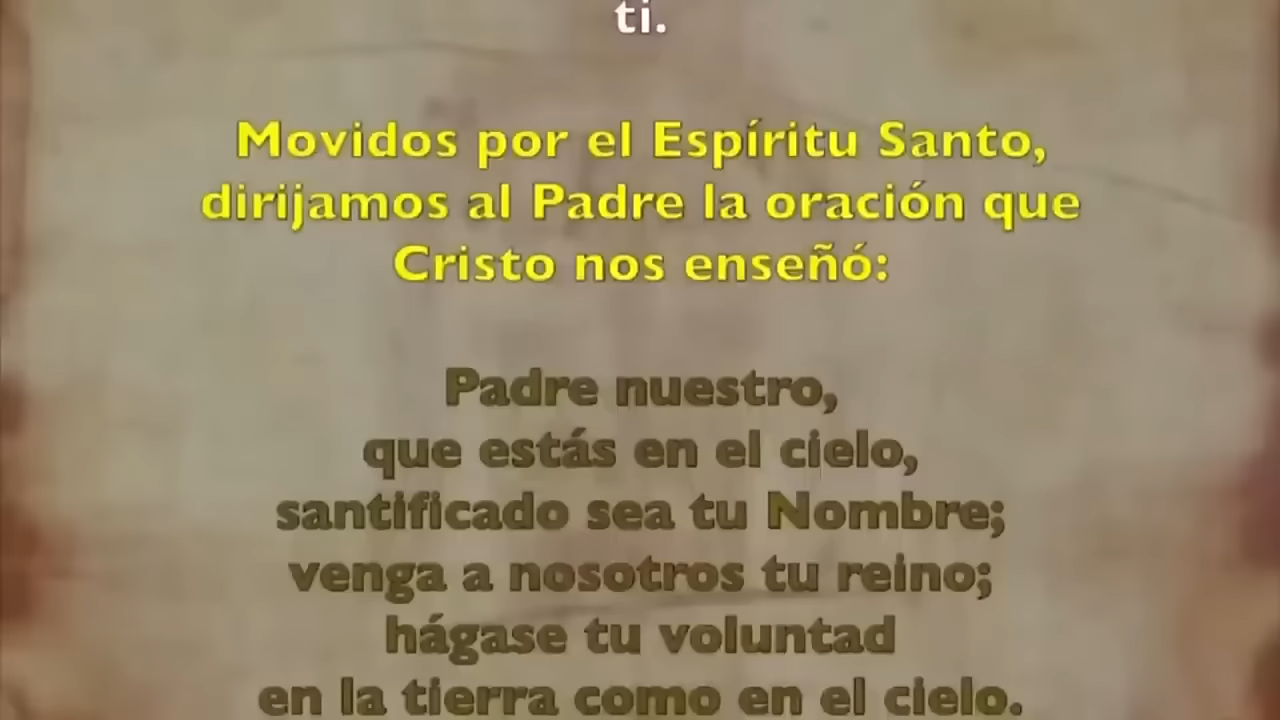 ti.
Movidos por el Espíritu Santo,
dirijamos al Padre la oración que
Cristo nos enseñó:
Padre nuestro,
que estás en el cielo,
santificado sea tu Nombre;
venga a nosotros tu reino;
hágase tu voluntad
en la tierra como en el cielo.